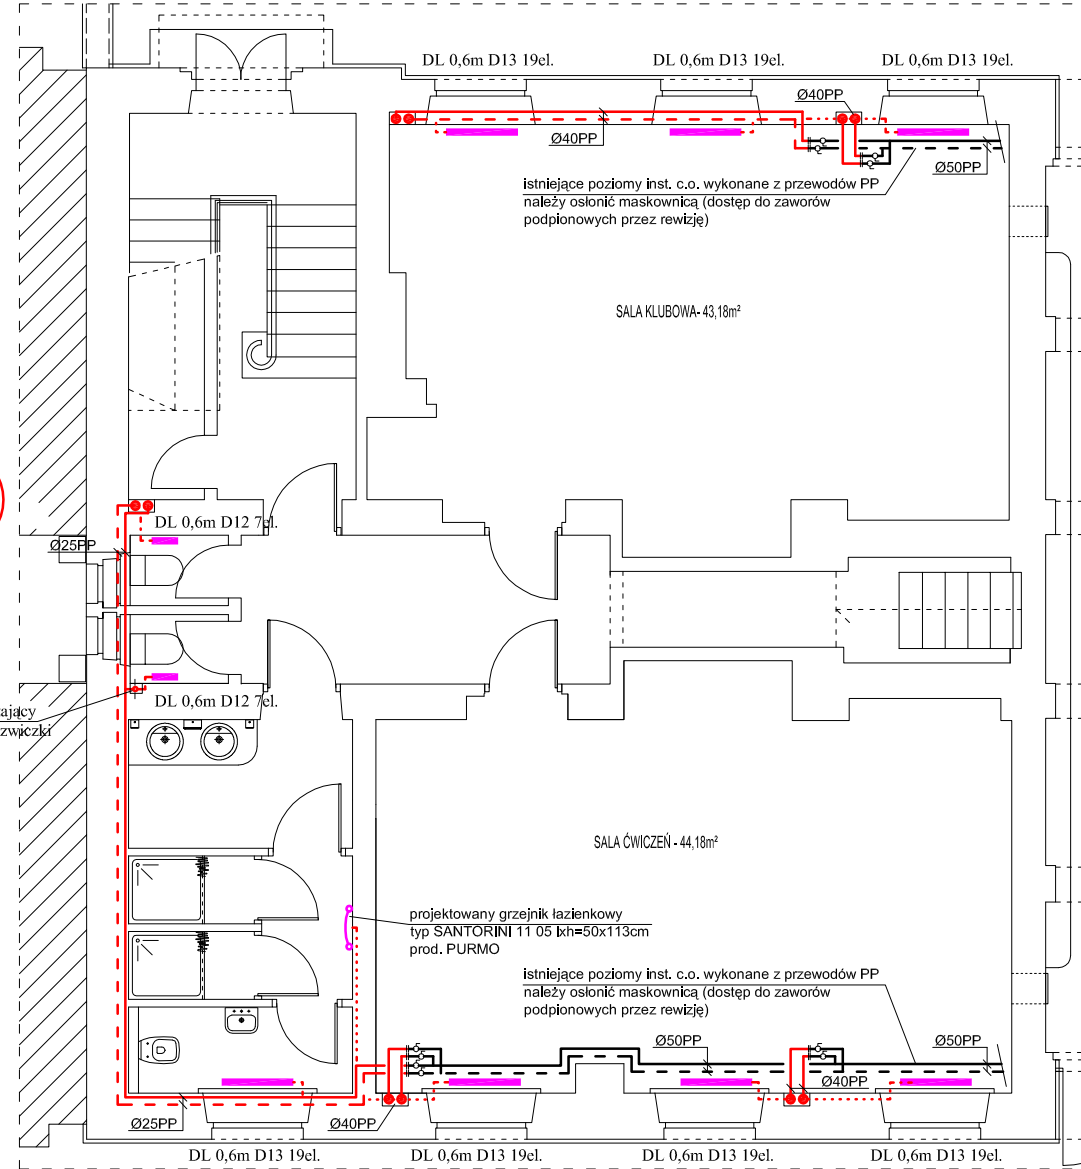 DL 0,6m D13 19el.
DL 0,6m D13 19el.
DL 0,6m D13 19el.
Ø40PP
Ø40PP
Ø50PP
istniejące poziomy inst. c.o. wykonane z przewodów PP
należy osłonić maskownicą (dostęp do zaworów
podpionowych przez rewizję)
SALA KLUBOWA- 43,18m²
DL 0,6m D12 7el.
Ø25PP
DL 0,6m D12 7el.
SALA ĆWICZEŃ - 44,18m²
projektowany grzejnik łazienkowy
typ SANTORINI 11 05 lxh=50x113cm
prod. PURMO
istniejące poziomy inst. c.o. wykonane z przewodów PP
należy osłonić maskownicą (dostęp do zaworów
podpionowych przez rewizję)
Ø50PP
Ø50PP
Ø40PP
Ø25PP
Ø40PP
DL 0,6m D13 19el.
DL 0,6m D13 19el.
DL 0,6m D13 19el.
DL 0,6m D13 19el.